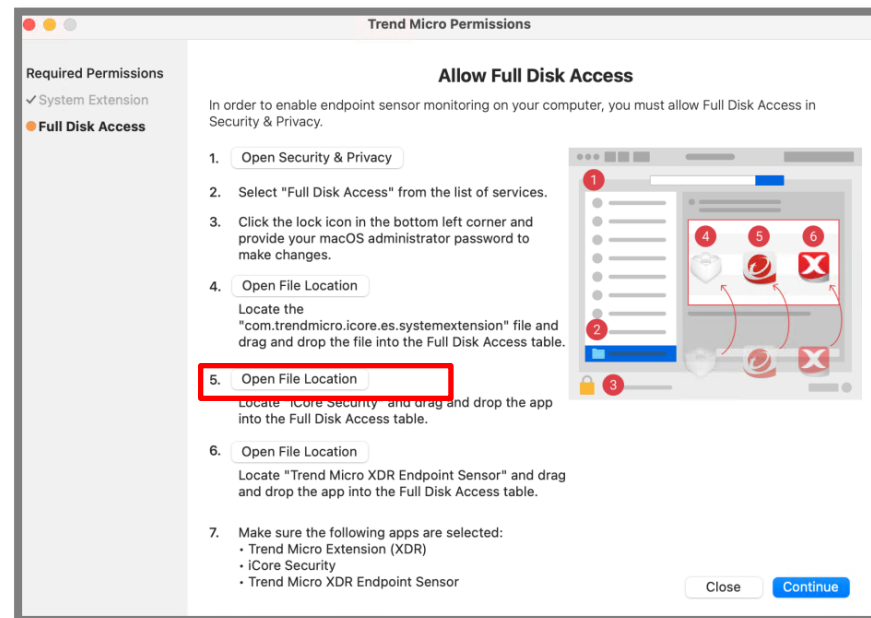 Trend Micro Permissions
Required Permissions
✓ System Extension
Full Disk Access
Allow Full Disk Access
In order to enable endpoint sensor monitoring on your computer, you must allow Full Disk Access in
Security & Privacy.
1. Open Security & Privacy
2. Select "Full Disk Access" from the list of services.
3. Click the lock icon in the bottom left corner and
provide your macOS administrator password to
make changes.
4. Open File Location
Locate the
"com.trendmicro.icore.es.systemextension" file and
drag and drop the file into the Full Disk Access table.
5. Open File Location
Locate "iCore Security" and drag and drop the app
into the Full Disk Access table.
6. Open File Location
Locate "Trend Micro XDR Endpoint Sensor" and drag
and drop the app into the Full Disk Access table.
7. Make sure the following apps are selected:
• Trend Micro Extension (XDR)
• iCore Security
• Trend Micro XDR Endpoint Sensor
1
4 5 6
2
3
Close Continue